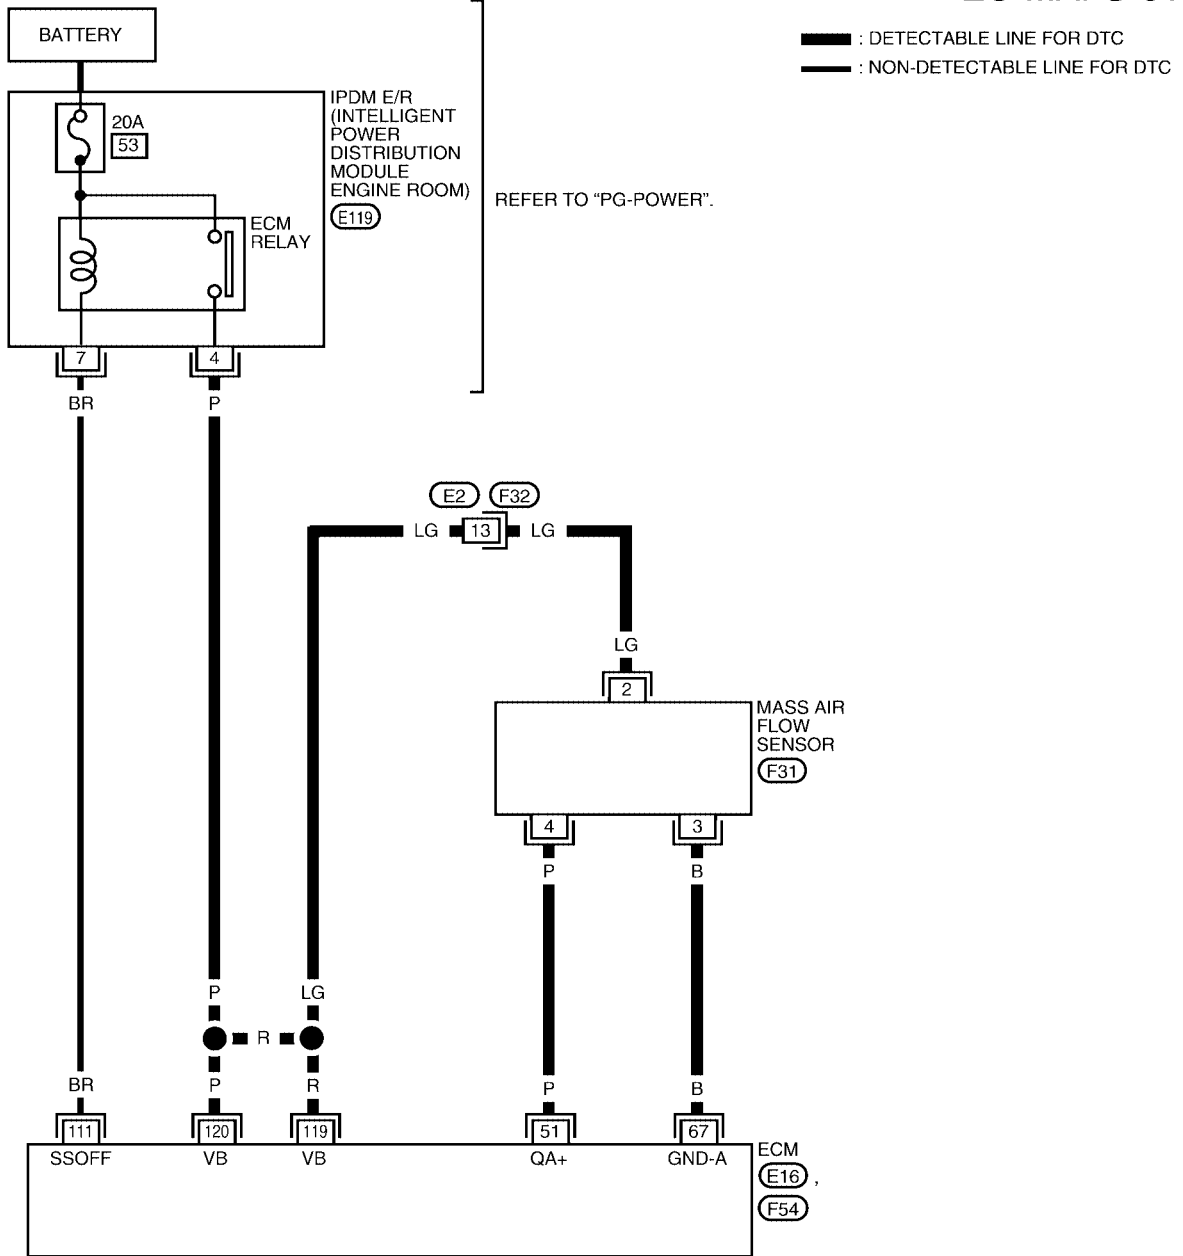 BATTERY
: DETECTABLE LINE FOR DTC
: NON-DETECTABLE LINE FOR DTC
20A
53
IPDM E/R
(INTELLIGENT
POWER
DISTRIBUTION
MODULE
ENGINE ROOM)
E119
REFER TO “PG-POWER”.
ECM
RELAY
7
4
BR
P
E2
F32
LG
13
LG
LG
2
MASS AIR
FLOW
SENSOR
F31
4
3
P
B
P
LG
R
BR
P
R
P
B
111
120
119
51
67
SSOFF
VB
VB
QA+
GND-A
ECM
E16 ,
F54